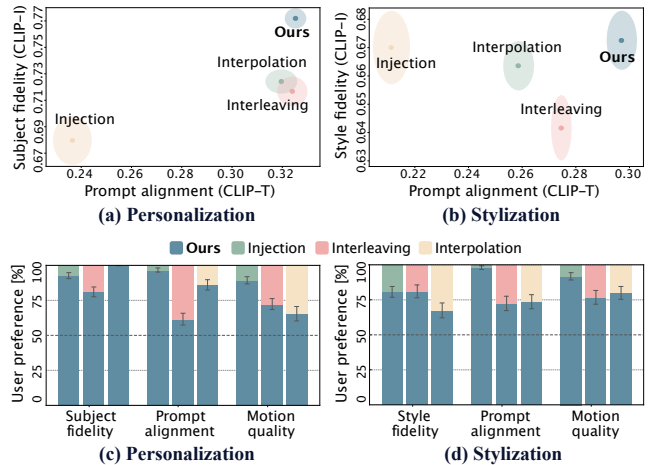 Subject fidelity (CLIP-I)
0.77
0.75
0.73
0.71
0.69
0.67
Ours
Interpolation
Interleaving
Injection
0.24 0.26 0.28 0.30 0.32
Prompt alignment (CLIP-T)
(a) Personalization
Style fidelity (CLIP-I)
0.68
0.67
0.66
0.65
0.64
0.63
Interpolation
Ours
Injection
Interleaving
0.22 0.24 0.26 0.28 0.30
Prompt alignment (CLIP-T)
(b) Stylization
Ours Injection Interleaving Interpolation
User preference [%]
100
75
50
25
0
Subject fidelity
Prompt alignment
Motion quality
(c) Personalization
User preference [%]
100
75
50
25
0
Style fidelity
Prompt alignment
Motion quality
(d) Stylization